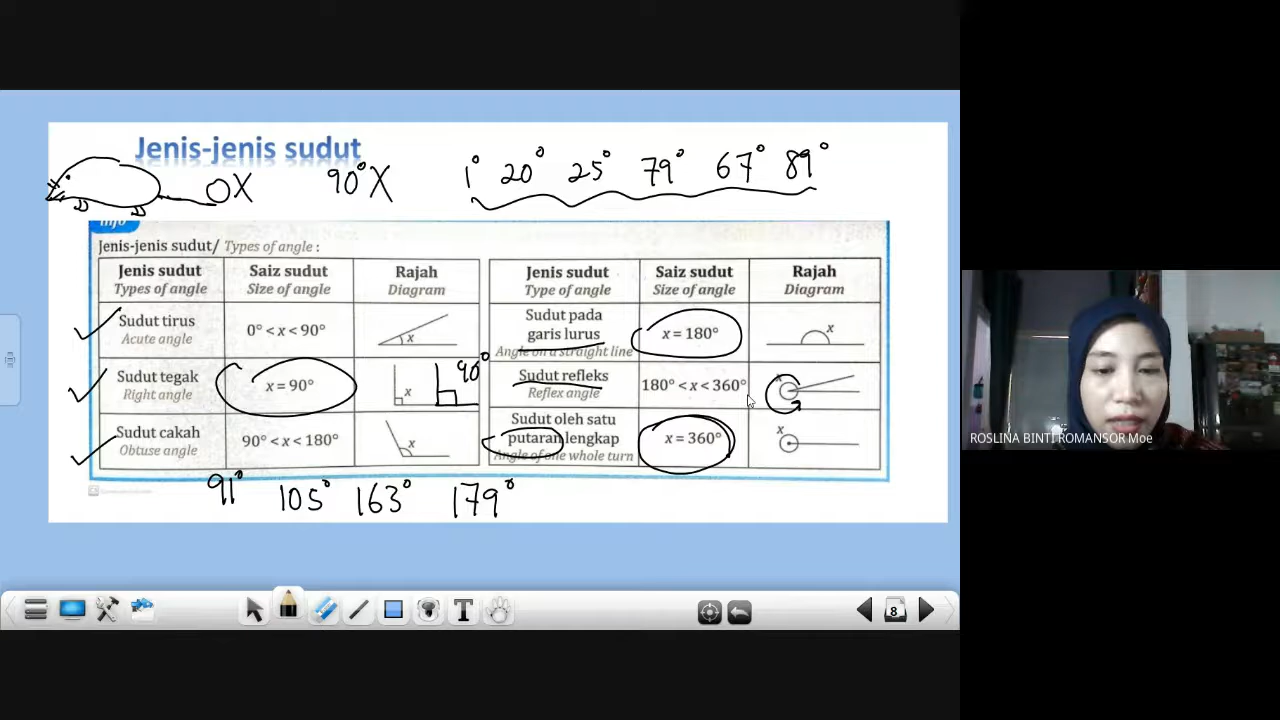 Jenis-jenis sudut
0X 90°X 1° 20° 25° 79° 67° 89°
Info
Jenis-jenis sudut/ Types of angle :
Jenis sudut
Types of angles
Saiz sudut
Size of angle
Rajah
Diagram
Sudut tirus
Acute angle
0° < x < 90°
x
Sudut tegak
Right angle
x = 90°
x
90°
Sudut cakah
Obtuse angle
90° < x < 180°
x
Jenis sudut
Type of angle
Saiz sudut
Size of angle
Rajah
Diagram
Sudut pada
garis lurus
Angle on a straight line
x = 180°
x
Sudut refleks
Reflex angle
180° < x < 360°
x
Sudut oleh satu
putaran lengkap
Angle of one whole turn
x = 360°
x
91° 105° 163° 179°
T
8
ROSLINA BINTI ROMANSOR Moe